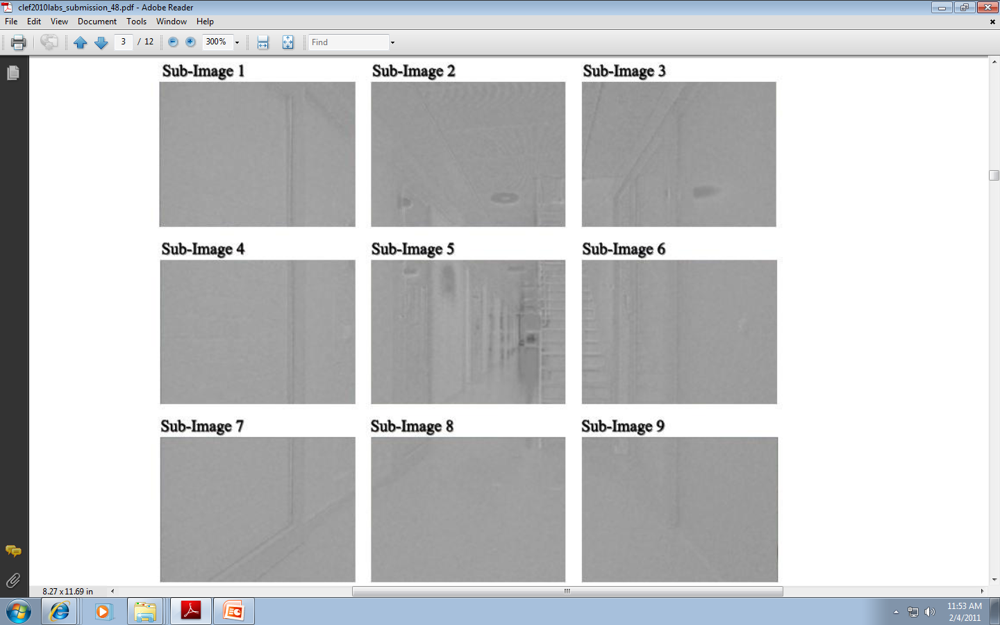 clef2010labs_submission_48.pdf - Adobe Reader
File Edit View Document Tools Window Help
3 / 12 300% Find
Sub-Image 1 Sub-Image 2 Sub-Image 3
Sub-Image 4 Sub-Image 5 Sub-Image 6
Sub-Image 7 Sub-Image 8 Sub-Image 9
8.27 x 11.69 in
11:53 AM
2/4/2011